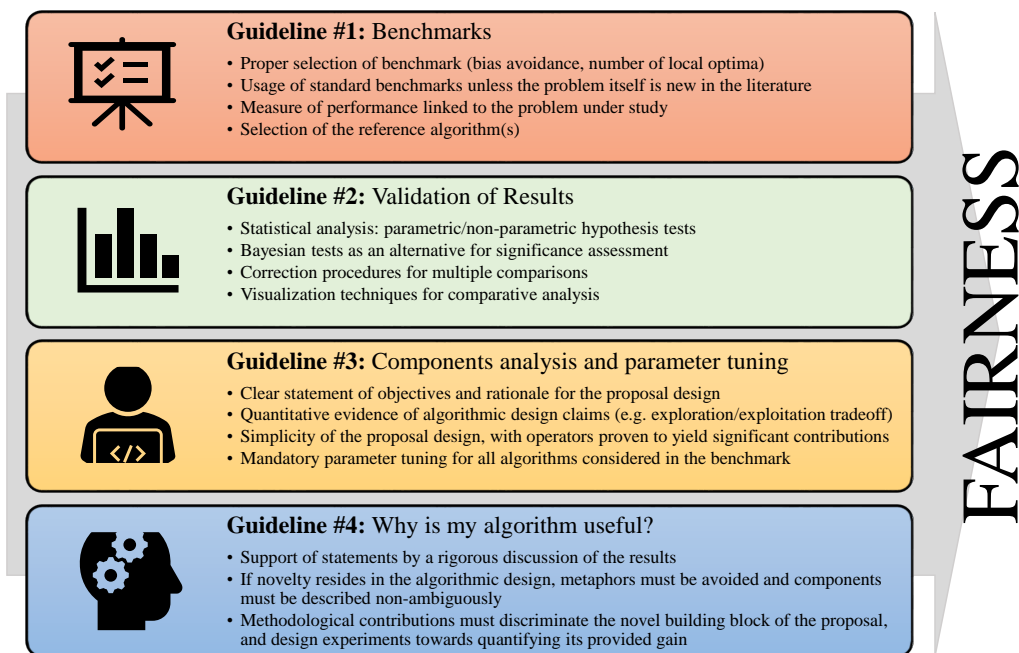 Guideline #1: Benchmarks
• Proper selection of benchmark (bias avoidance, number of local optima)
• Usage of standard benchmarks unless the problem itself is new in the literature
• Measure of performance linked to the problem under study
• Selection of the reference algorithm(s)
Guideline #2: Validation of Results
• Statistical analysis: parametric/non-parametric hypothesis tests
• Bayesian tests as an alternative for significance assessment
• Correction procedures for multiple comparisons
• Visualization techniques for comparative analysis
Guideline #3: Components analysis and parameter tuning
• Clear statement of objectives and rationale for the proposal design
• Quantitative evidence of algorithmic design claims (e.g. exploration/exploitation tradeoff)
• Simplicity of the proposal design, with operators proven to yield significant contributions
• Mandatory parameter tuning for all algorithms considered in the benchmark
</>
Guideline #4: Why is my algorithm useful?
• Support of statements by a rigorous discussion of the results
• If novelty resides in the algorithmic design, metaphors must be avoided and components
must be described non-ambiguously
• Methodological contributions must discriminate the novel building block of the proposal,
and design experiments towards quantifying its provided gain
FAIRNESS